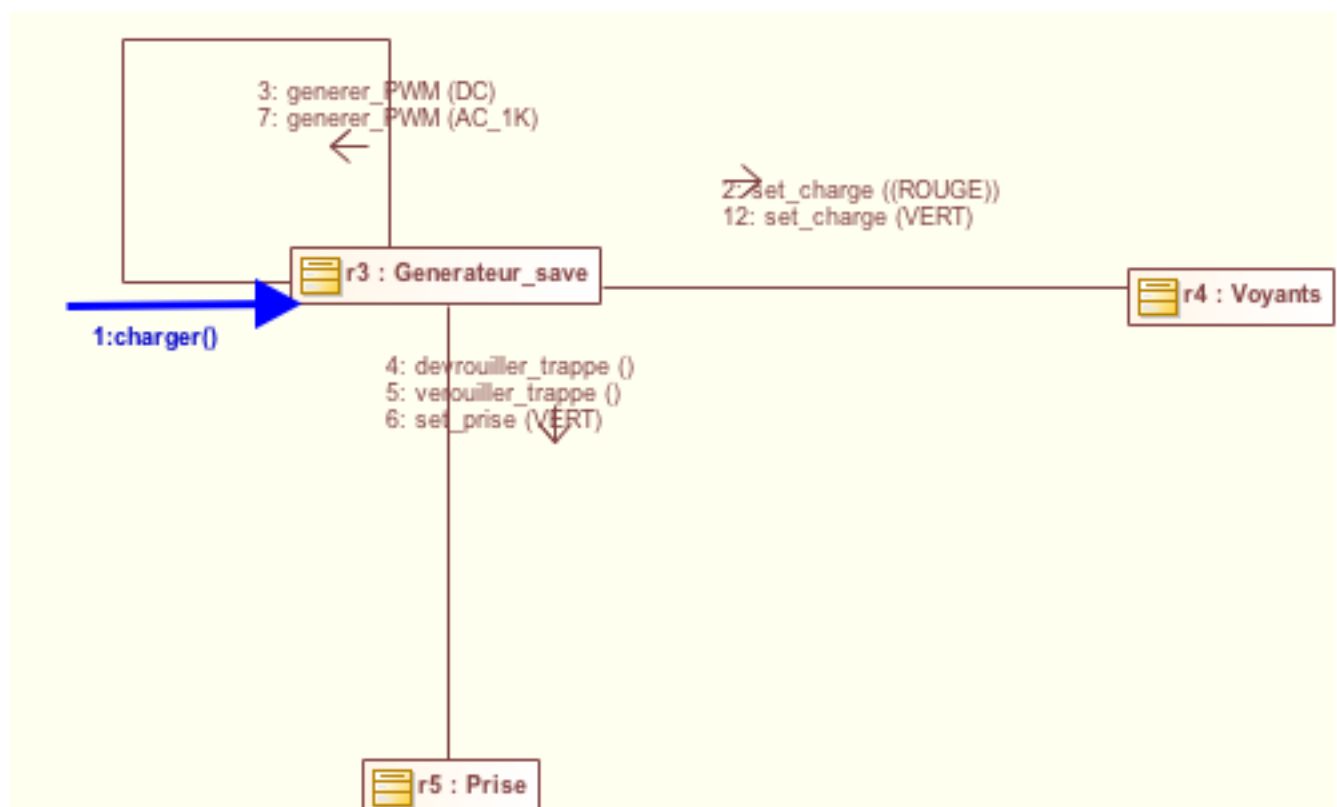 3: generer_PWM (DC)
7: generer_PWM (AC_1K)
2: set_charge ((ROUGE))
12: set_charge (VERT)
r3 : Generateur_save
r4 : Voyants
1:charger()
4: devrouiller_trappe ()
5: verouiller_trappe ()
6: set_prise (VERT)
r5 : Prise